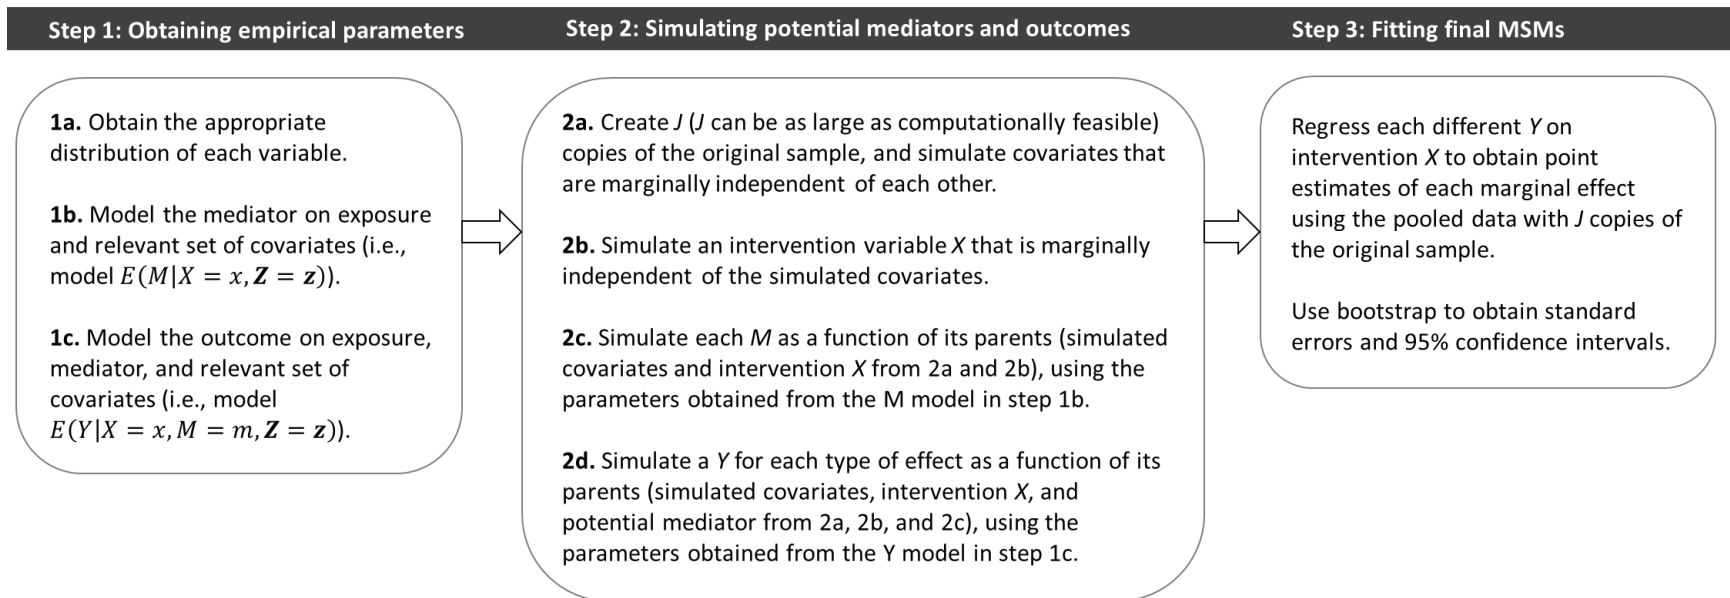 Step 1: Obtaining empirical parameters
Step 2: Simulating potential mediators and outcomes
Step 3: Fitting final MSMs
1a. Obtain the appropriate
distribution of each variable.
1b. Model the mediator on exposure
and relevant set of covariates (i.e.,
model E(M|X = x, Z = z)).
1c. Model the outcome on exposure,
mediator, and relevant set of
covariates (i.e., model
E(Y|X = x, M = m, Z = z)).
2a. Create J (J can be as large as computationally feasible)
copies of the original sample, and simulate covariates that
are marginally independent of each other.
2b. Simulate an intervention variable X that is marginally
independent of the simulated covariates.
2c. Simulate each M as a function of its parents (simulated
covariates and intervention X from 2a and 2b), using the
parameters obtained from the M model in step 1b.
2d. Simulate a Y for each type of effect as a function of its
parents (simulated covariates, intervention X, and
potential mediator from 2a, 2b, and 2c), using the
parameters obtained from the Y model in step 1c.
Regress each different Y on
intervention X to obtain point
estimates of each marginal effect
using the pooled data with J copies of
the original sample.
Use bootstrap to obtain standard
errors and 95% confidence intervals.